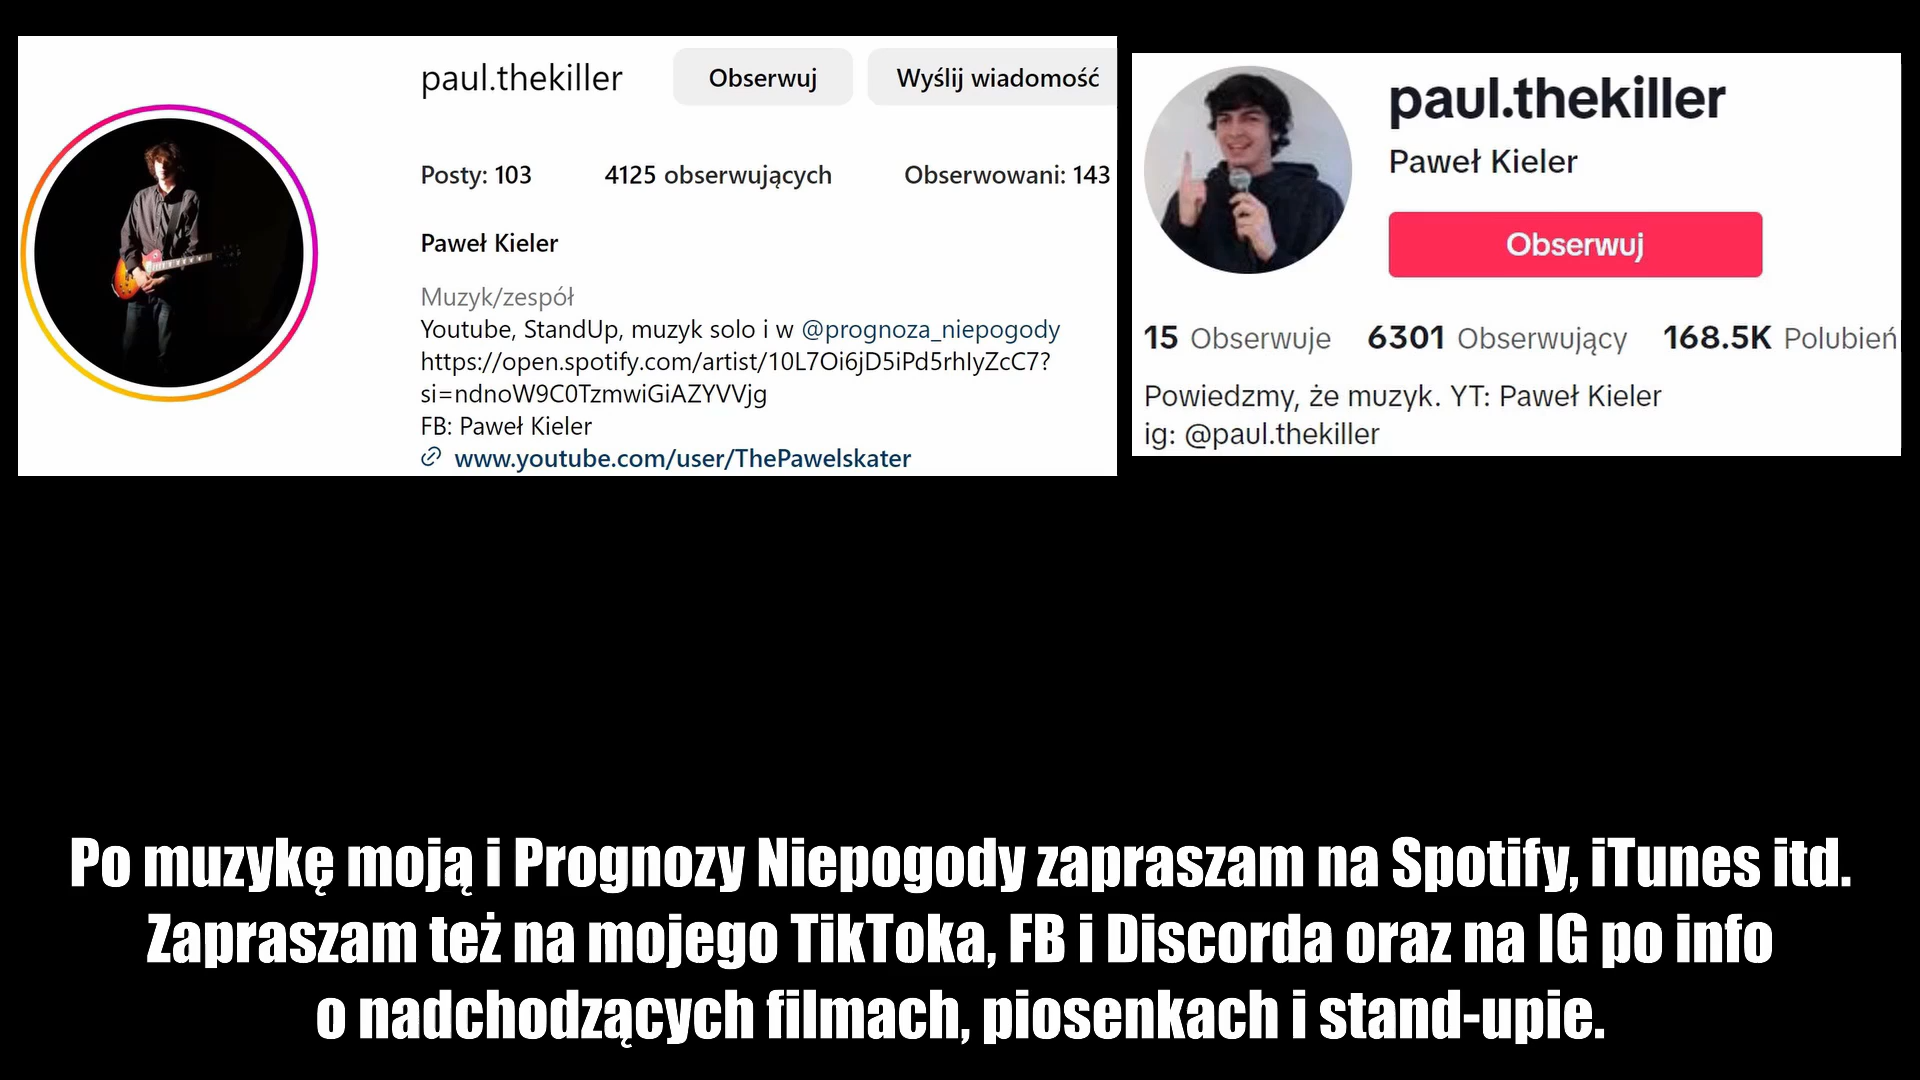 paul.thekiller
Obserwuj
Wyślij wiadomość
Posty: 103
4125 obserwujących
Obserwowani: 143
Paweł Kieler
Muzyk/zespół
Youtube, StandUp, muzyk solo i w @prognoza_niepogody
https://open.spotify.com/artist/10L7Oi6jD5iPd5rhIyZcC7?
si=ndnoW9C0TzmwiGiAZYVVjg
FB: Paweł Kieler
www.youtube.com/user/ThePawelskater
paul.thekiller
Paweł Kieler
Obserwuj
15 Obserwuje
6301 Obserwujący
168.5K Polubień
Powiedzmy, że muzyk. YT: Paweł Kieler
ig: @paul.thekiller
Po muzykę moją i Prognozy Niepogody zapraszam na Spotify, iTunes itd.
Zapraszam też na mojego TikToka, FB i Discorda oraz na IG po info
o nadchodzących filmach, piosenkach i stand-upie.